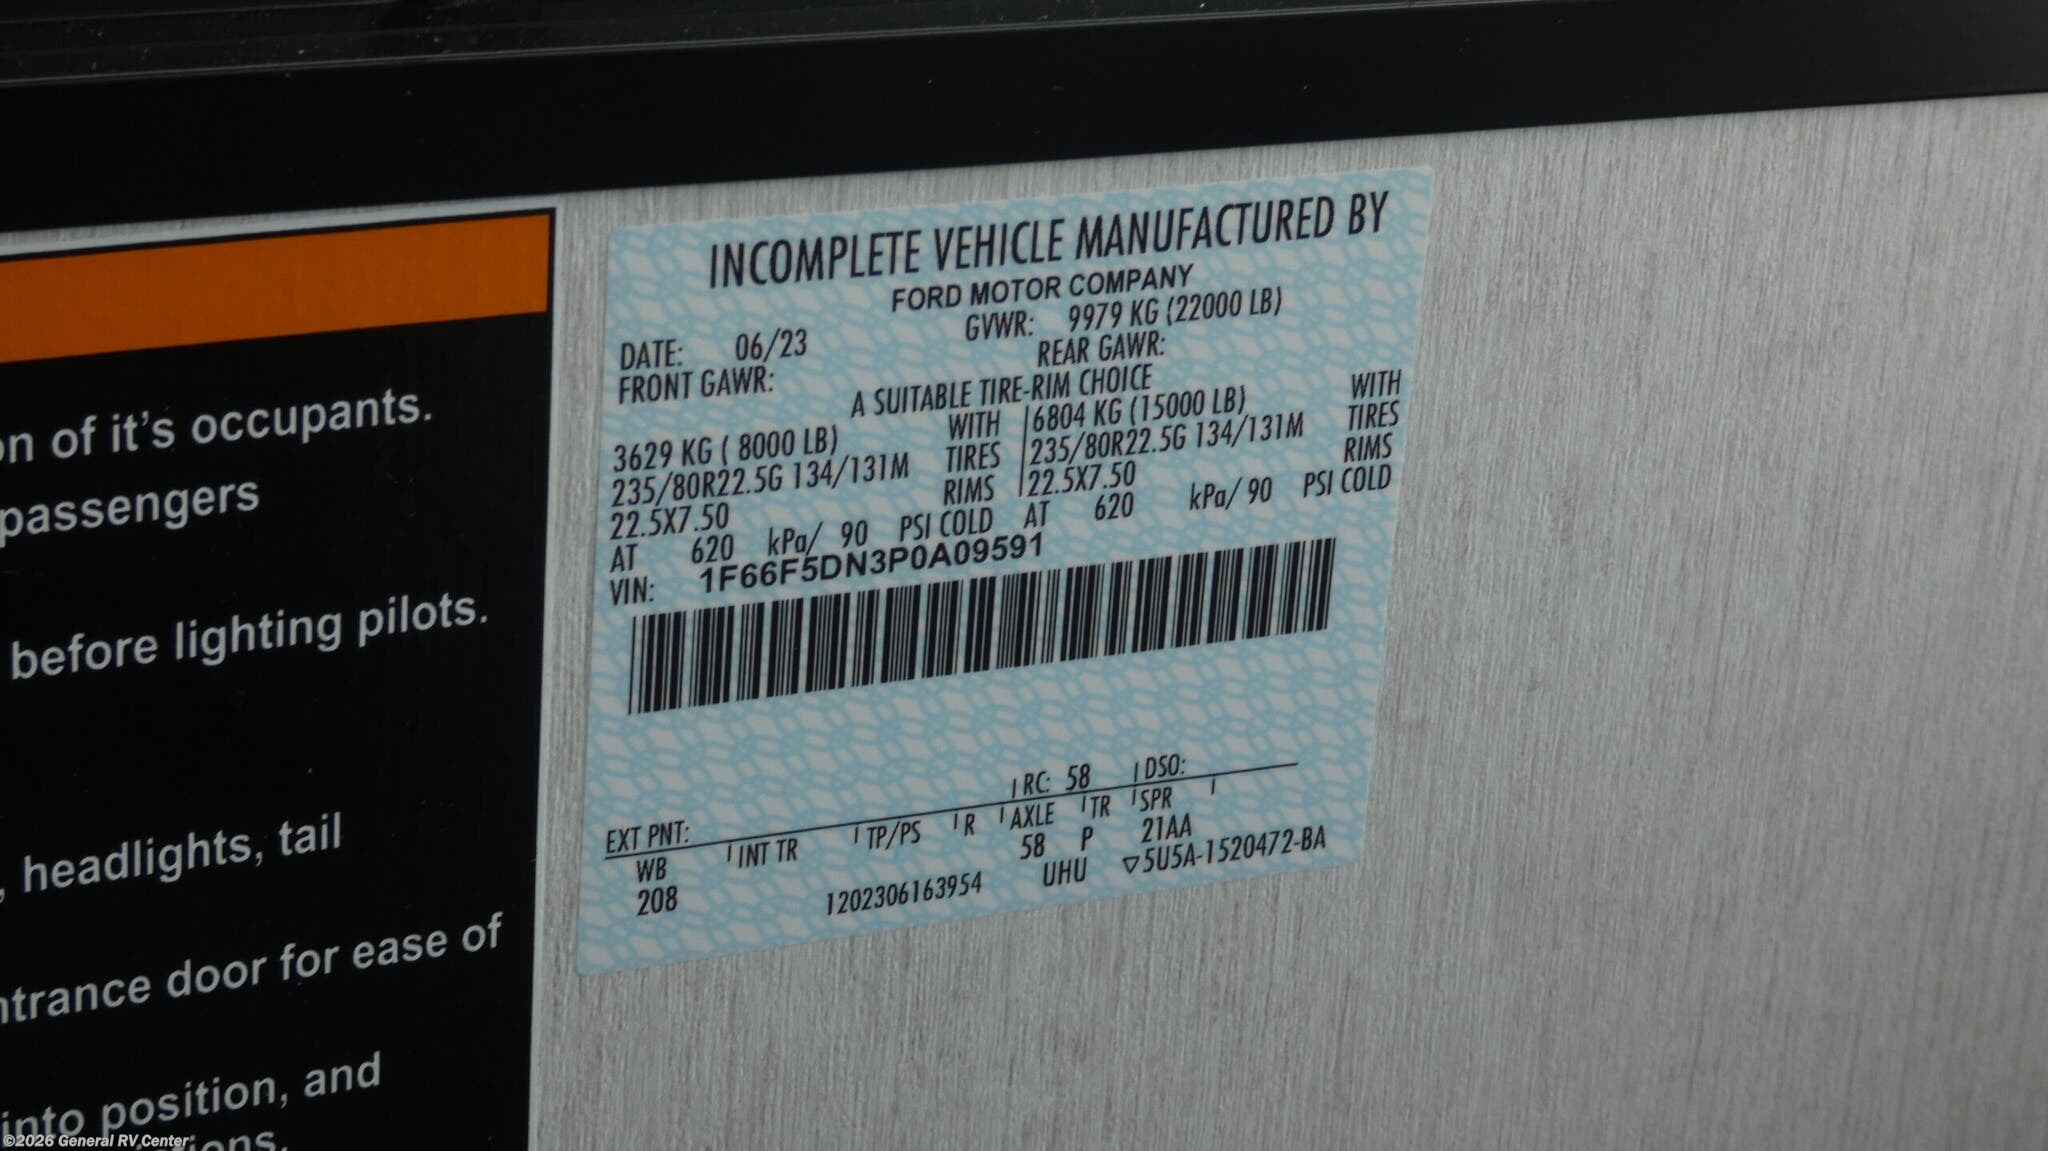 on of it's occupants.
passengers
before lighting pilots.
, headlights, tail
ntrance door for ease of
into position, and
ions.
INCOMPLETE VEHICLE MANUFACTURED BY
FORD MOTOR COMPANY
DATE: 06/23 GVWR: 9979 KG (22000 LB)
FRONT GAWR: REAR GAWR:
A SUITABLE TIRE-RIM CHOICE
3629 KG ( 8000 LB) WITH 6804 KG (15000 LB) WITH
235/80R22.5G 134/131M TIRES 235/80R22.5G 134/131M TIRES
22.5X7.50 RIMS 22.5X7.50 RIMS
AT 620 kPa/ 90 PSI COLD AT 620 kPa/ 90 PSI COLD
VIN: 1F66F5DN3P0A09591
EXT PNT: RC: 58 DSO:
WB INT TR TP/PS R AXLE TR SPR
208 58 P 21AA
1202306163954 UHU ▽5U5A-1520472-BA
©2026 General RV Center